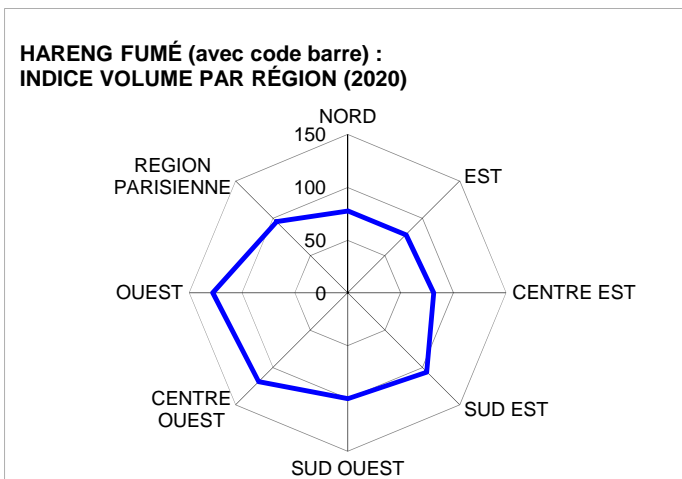 HARENG FUMÉ (avec code barre) :
INDICE VOLUME PAR RÉGION (2020)
NORD
150
REGION
PARISIENNE
EST
100
50
OUEST
0
CENTRE EST
CENTRE
OUEST
SUD EST
SUD OUEST